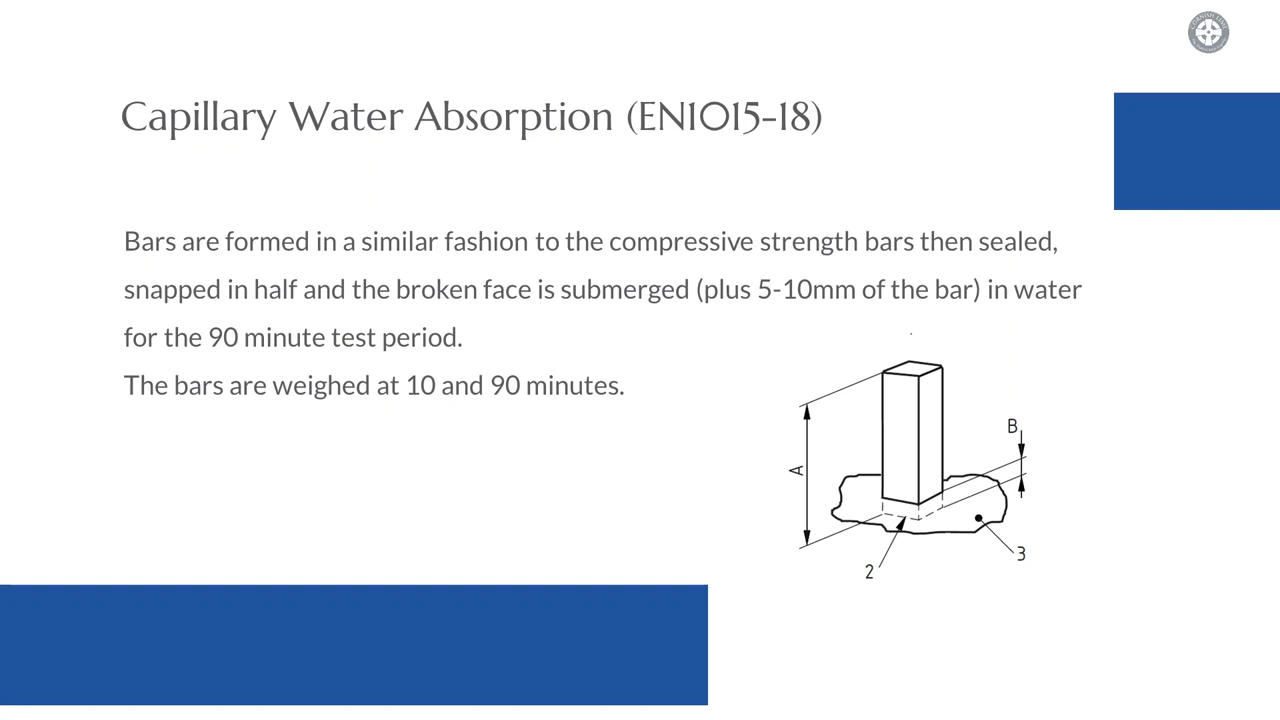 CORNISH LIME
Capillary Water Absorption (EN1015-18)
Bars are formed in a similar fashion to the compressive strength bars then sealed,
snapped in half and the broken face is submerged (plus 5-10mm of the bar) in water
for the 90 minute test period.
The bars are weighed at 10 and 90 minutes.
B
A
3
2